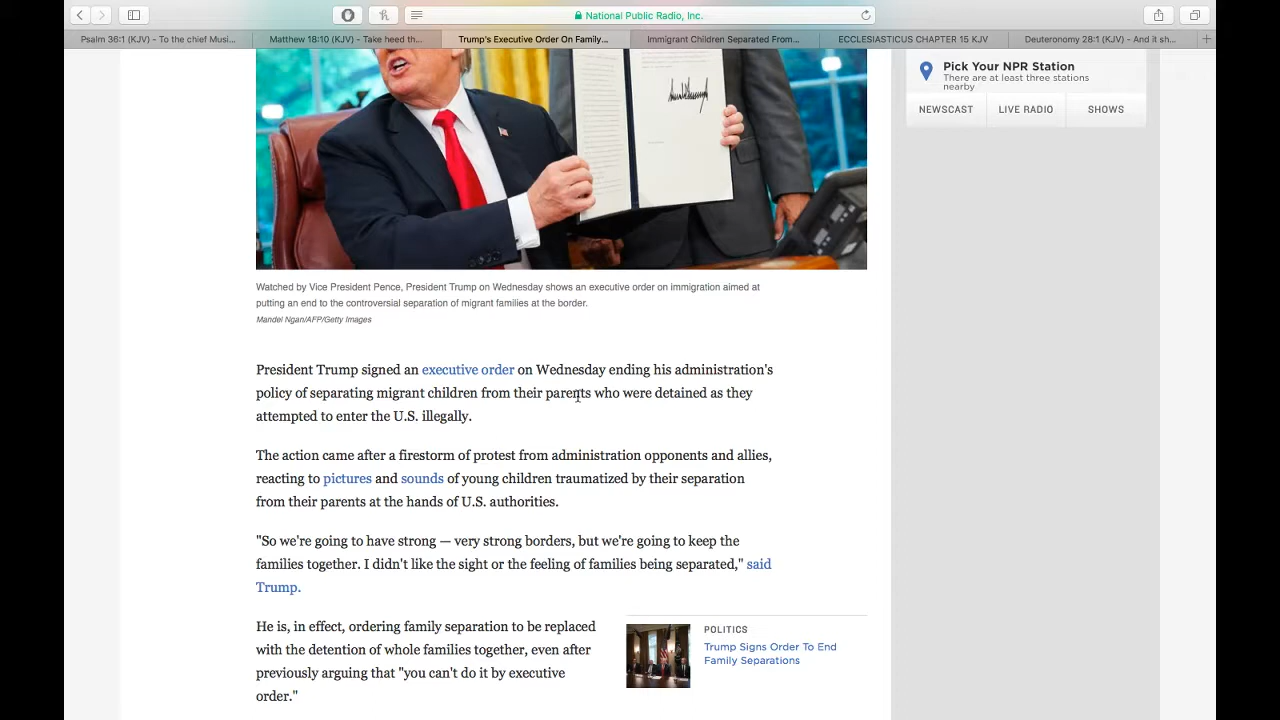 National Public Radio, Inc.
Psalm 36:1 (KJV) - To the chief Musi...
Matthew 18:10 (KJV) - Take heed th...
Trump's Executive Order On Family...
Immigrant Children Separated From...
ECCLESIASTICUS CHAPTER 15 KJV
Deuteronomy 28:1 (KJV) - And it sh...
Pick Your NPR Station
There are at least three stations
nearby
NEWSCAST
LIVE RADIO
SHOWS
Watched by Vice President Pence, President Trump on Wednesday shows an executive order on immigration aimed at
putting an end to the controversial separation of migrant families at the border.
Mandel Ngan/AFP/Getty Images
President Trump signed an executive order on Wednesday ending his administration's
policy of separating migrant children from their parents who were detained as they
attempted to enter the U.S. illegally.
The action came after a firestorm of protest from administration opponents and allies,
reacting to pictures and sounds of young children traumatized by their separation
from their parents at the hands of U.S. authorities.
"So we're going to have strong — very strong borders, but we're going to keep the
families together. I didn't like the sight or the feeling of families being separated," said
Trump.
He is, in effect, ordering family separation to be replaced
with the detention of whole families together, even after
previously arguing that "you can't do it by executive
order."
POLITICS
Trump Signs Order To End
Family Separations